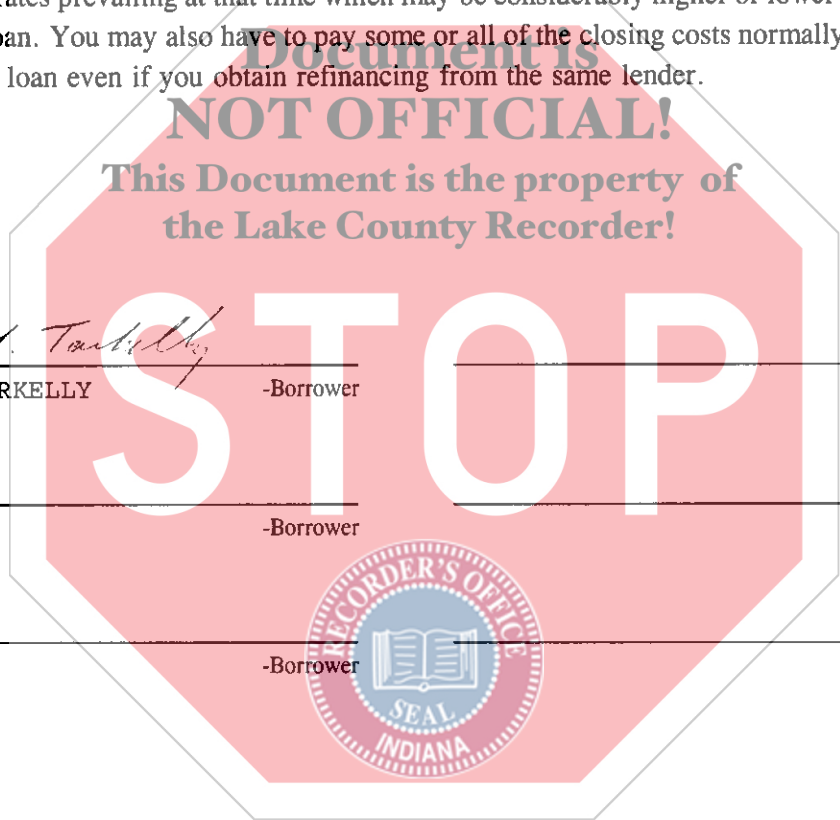 rates prevailing at that time which may be considerably higher or lower
oan. You may also have to pay some or all of the closing costs normally
loan even if you obtain refinancing from the same lender.
Document is
NOT OFFICIAL!
This Document is the property of
the Lake County Recorder!
STOP
RKELLY -Borrower
-Borrower
-Borrower
RECORDER'S OFFICE
SEAL
INDIANA